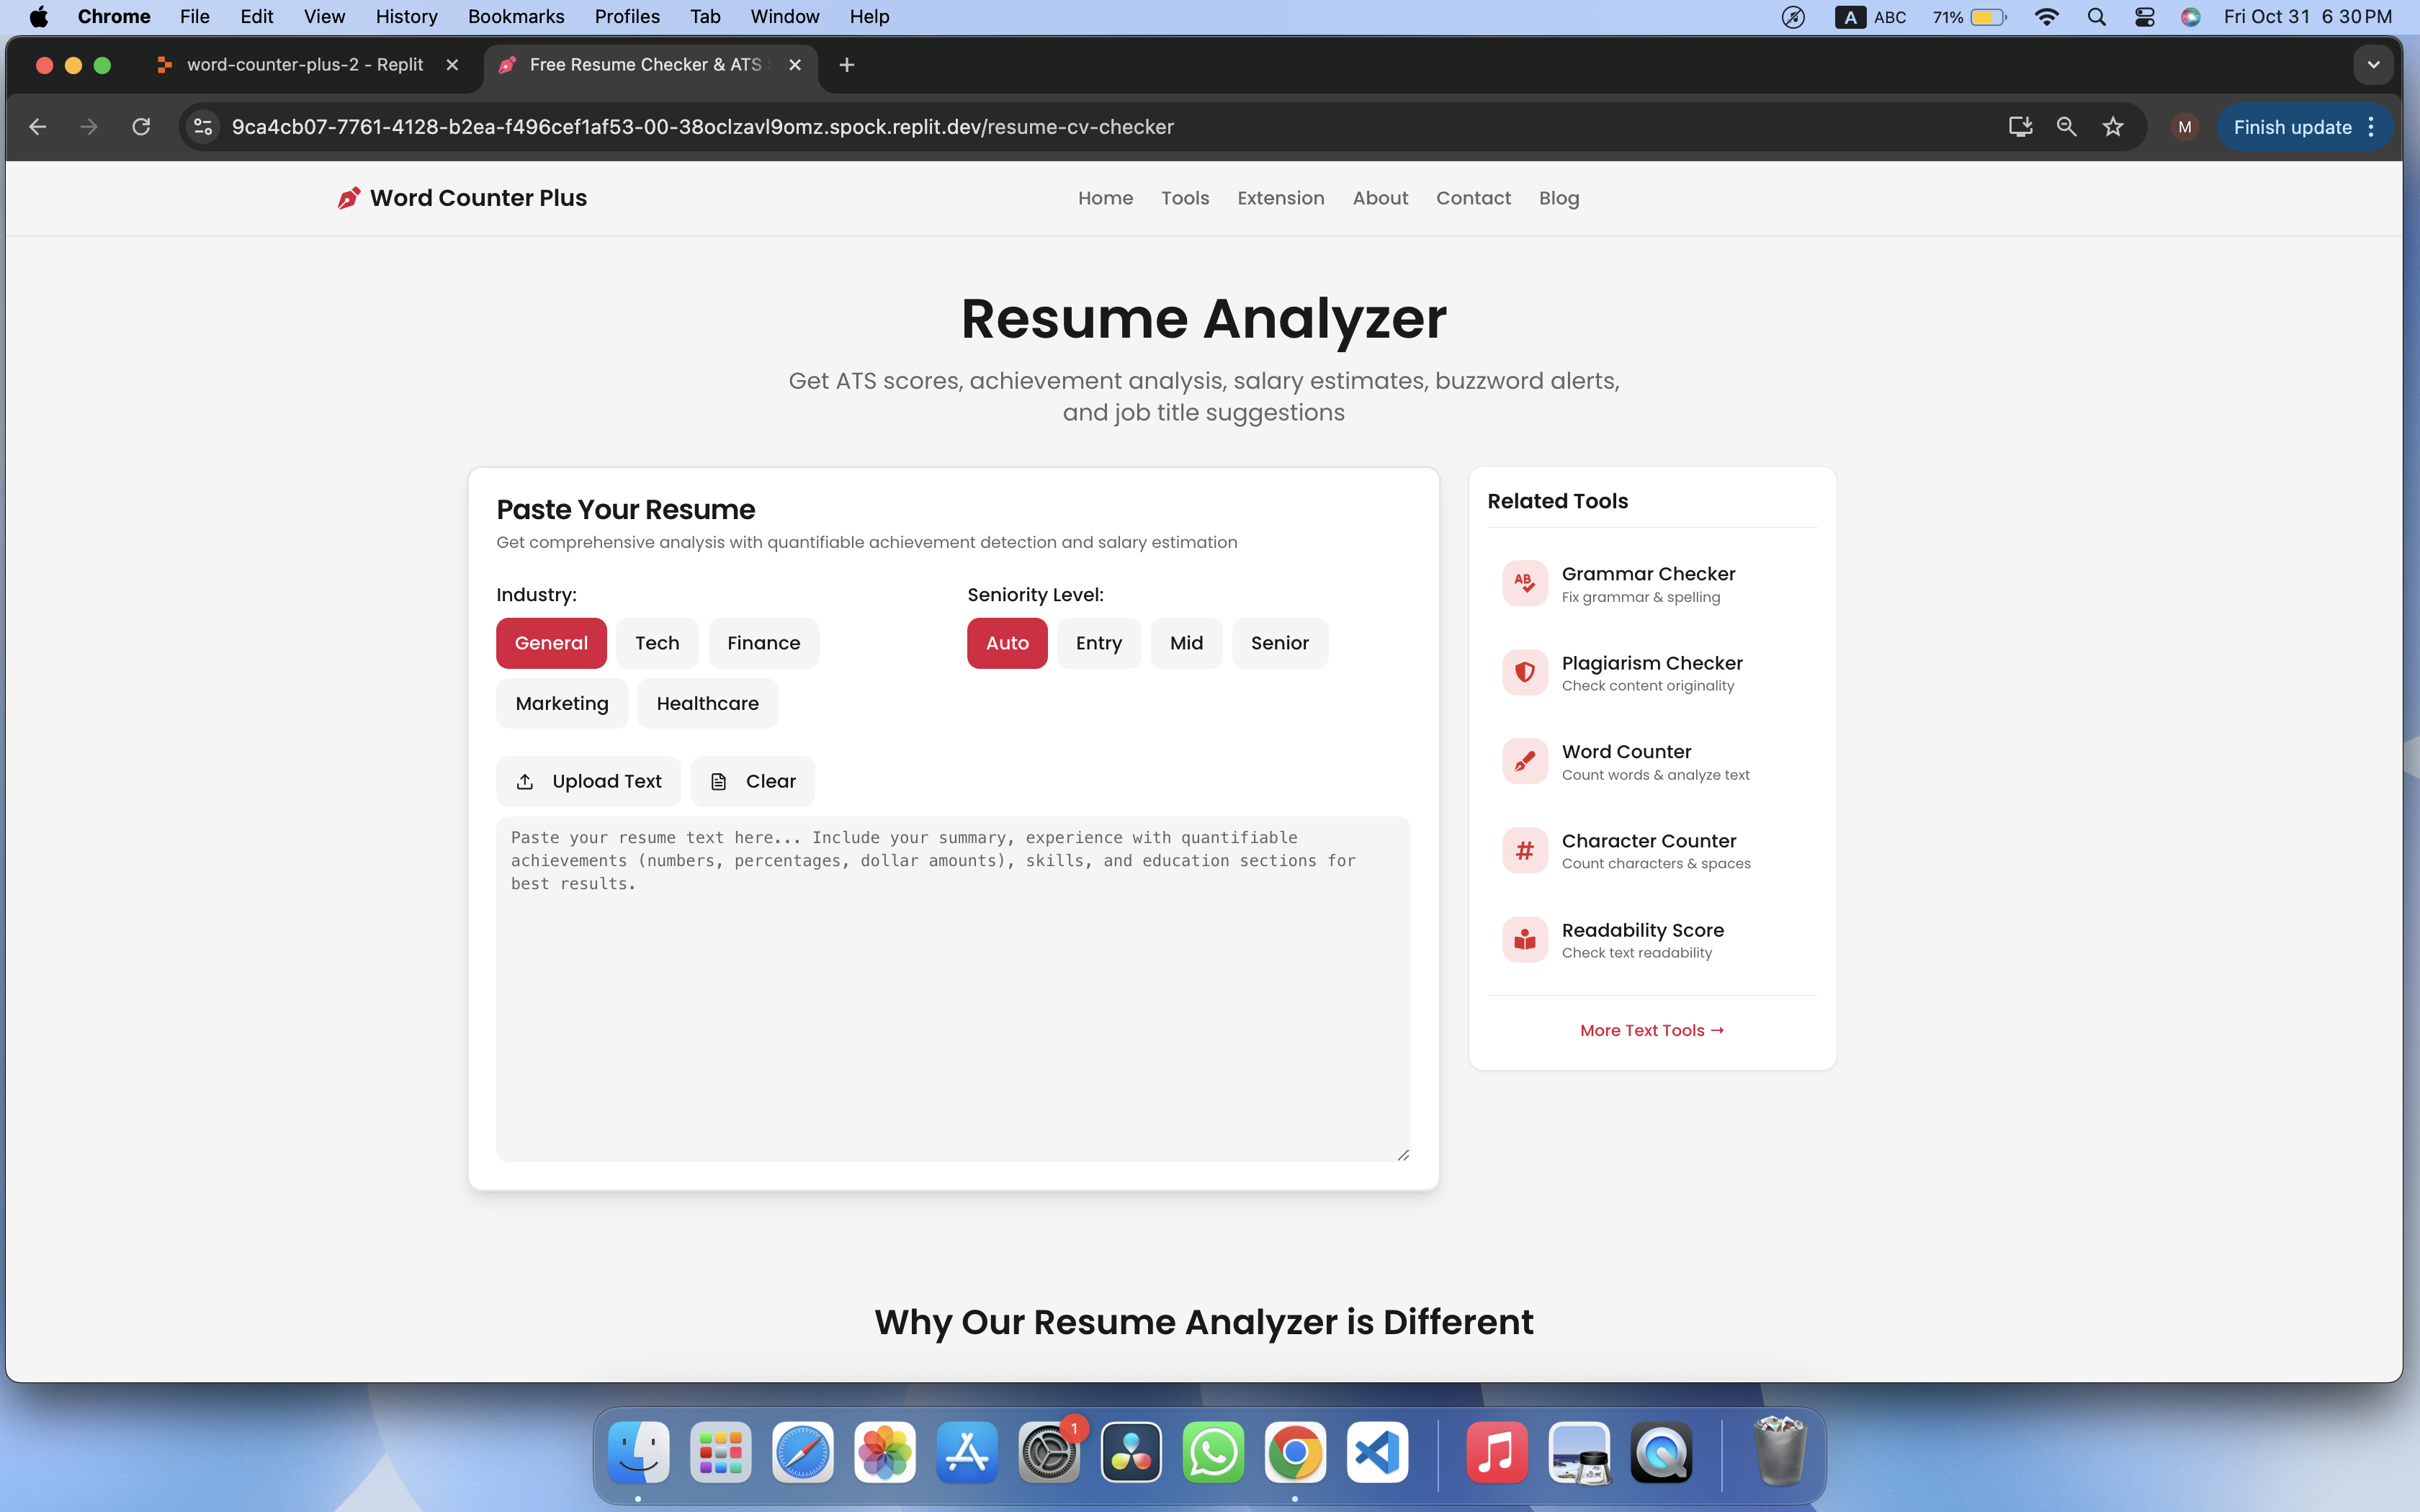 Chrome File Edit View History Bookmarks Profiles Tab Window Help A ABC 71% Fri Oct 31 6 30 PM
word-counter-plus-2 - Replit Free Resume Checker & ATS
9ca4cb07-7761-4128-b2ea-f496cef1af53-00-38oclzavl9omz.spock.replit.dev/resume-cv-checker M Finish update
Word Counter Plus Home Tools Extension About Contact Blog
Resume Analyzer
Get ATS scores, achievement analysis, salary estimates, buzzword alerts,
and job title suggestions
Paste Your Resume
Get comprehensive analysis with quantifiable achievement detection and salary estimation
Industry:
General Tech Finance
Marketing Healthcare
Seniority Level:
Auto Entry Mid Senior
Upload Text Clear
Paste your resume text here... Include your summary, experience with quantifiable
achievements (numbers, percentages, dollar amounts), skills, and education sections for
best results.
Related Tools
AB
Grammar Checker
Fix grammar & spelling
Plagiarism Checker
Check content originality
Word Counter
Count words & analyze text
#
Character Counter
Count characters & spaces
Readability Score
Check text readability
More Text Tools →
Why Our Resume Analyzer is Different
1